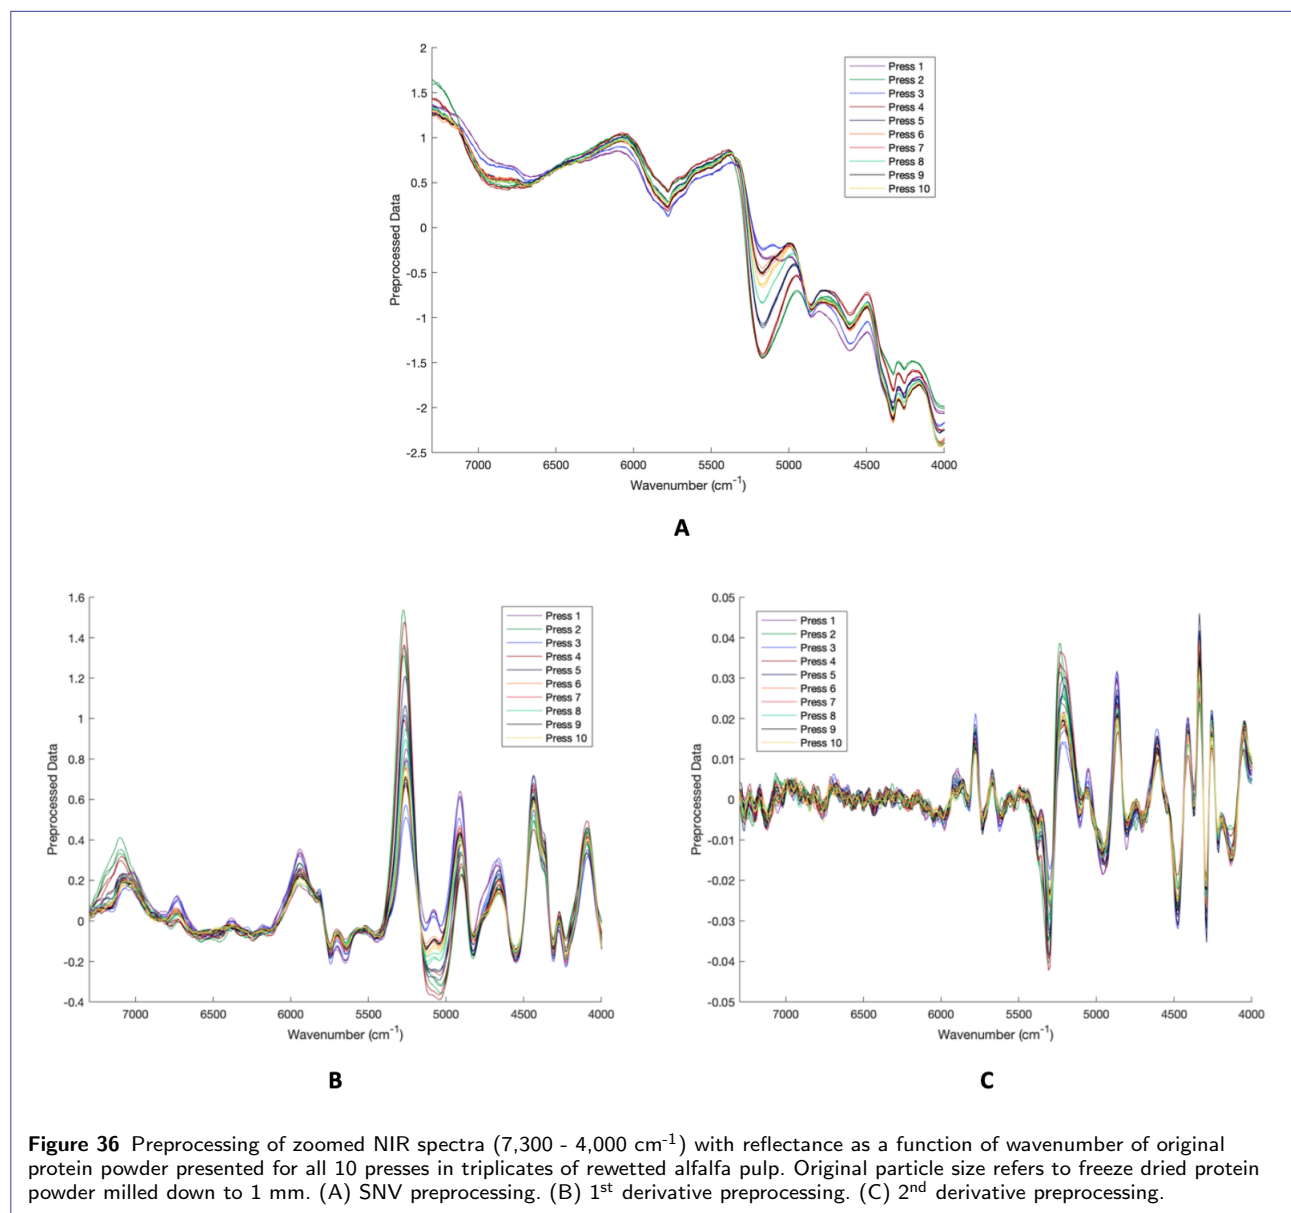 2
1.5
1
0.5
0
-0.5
-1
-1.5
-2
-2.5
Preprocessed Data
7000 6500 6000 5500 5000 4500 4000
Wavenumber (cm-1)
Press 1
Press 2
Press 3
Press 4
Press 5
Press 6
Press 7
Press 8
Press 9
Press 10
A
1.6
1.4
1.2
1
0.8
0.6
0.4
0.2
0
-0.2
-0.4
Preprocessed Data
7000 6500 6000 5500 5000 4500 4000
Wavenumber (cm-1)
Press 1
Press 2
Press 3
Press 4
Press 5
Press 6
Press 7
Press 8
Press 9
Press 10
B
0.05
0.04
0.03
0.02
0.01
0
-0.01
-0.02
-0.03
-0.04
-0.05
Preprocessed Data
7000 6500 6000 5500 5000 4500 4000
Wavenumber (cm-1)
Press 1
Press 2
Press 3
Press 4
Press 5
Press 6
Press 7
Press 8
Press 9
Press 10
C
Figure 36 Preprocessing of zoomed NIR spectra (7,300 - 4,000 cm-1) with reflectance as a function of wavenumber of original
protein powder presented for all 10 presses in triplicates of rewetted alfalfa pulp. Original particle size refers to freeze dried protein
powder milled down to 1 mm. (A) SNV preprocessing. (B) 1st derivative preprocessing. (C) 2nd derivative preprocessing.